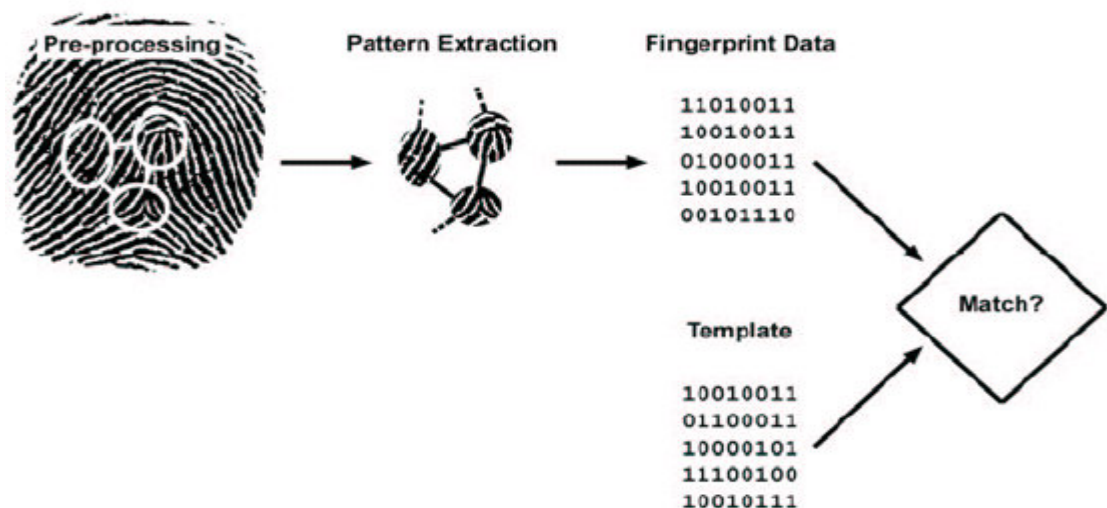 Pre-processing
Pattern Extraction
Fingerprint Data
11010011
10010011
01000011
10010011
00101110
Match?
Template
10010011
01100011
10000101
11100100
10010111